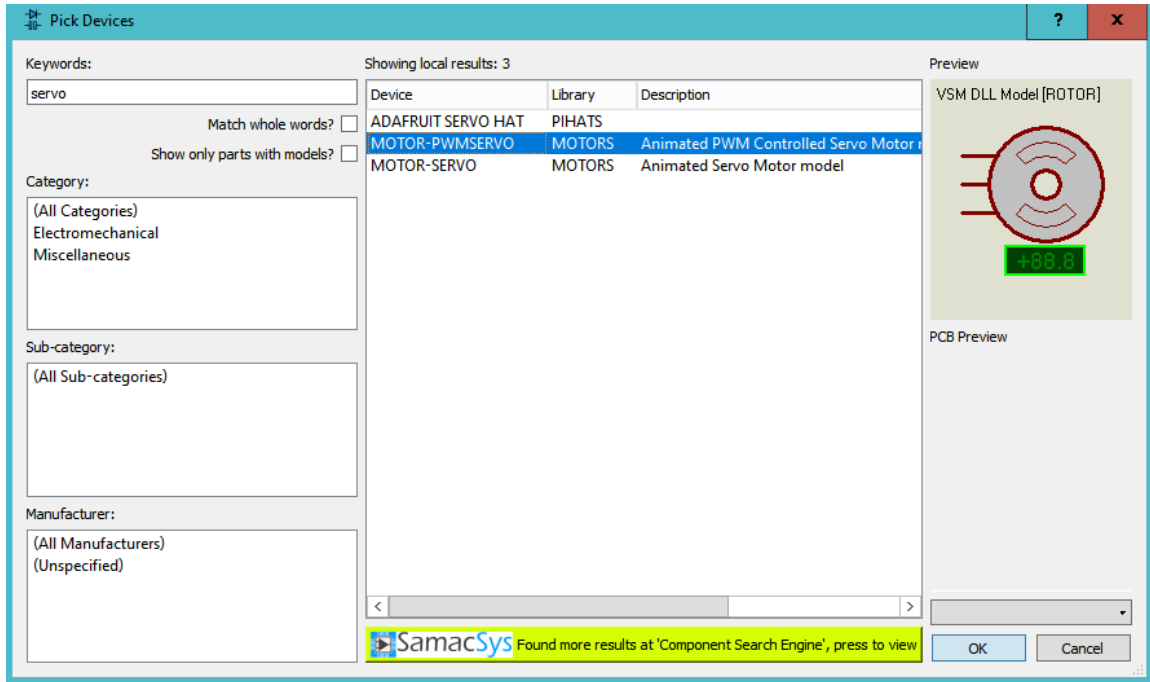 Pick Devices
? x
Keywords:
servo
Match whole words?
Show only parts with models?
Category:
(All Categories)
Electromechanical
Miscellaneous
Sub-category:
(All Sub-categories)
Manufacturer:
(All Manufacturers)
(Unspecified)
Showing local results: 3
Device Library Description
ADAFRUIT SERVO HAT PIHATS
MOTOR-PWMSERVO MOTORS Animated PWM Controlled Servo Motor
MOTOR-SERVO MOTORS Animated Servo Motor model
SamacSys Found more results at 'Component Search Engine', press to view
Preview
VSM DLL Model [ROTOR]
+88.8
PCB Preview
OK Cancel